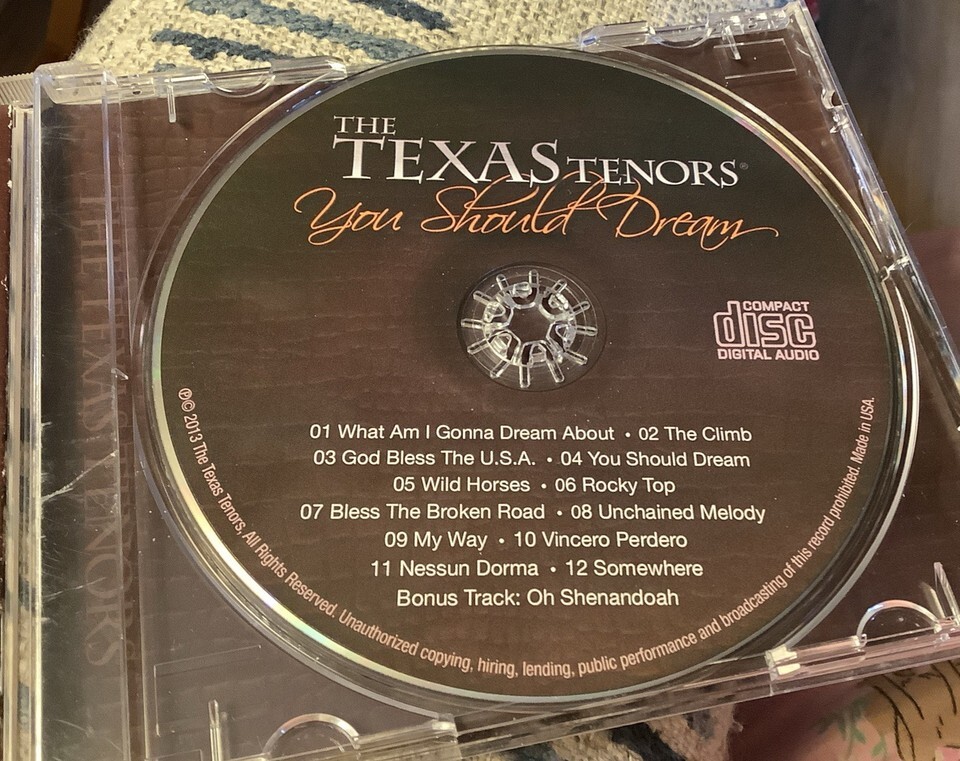 THE
TEXAS TENORS®
You Should Dream
COMPACT
disc
DIGITAL AUDIO
01 What Am I Gonna Dream About • 02 The Climb
03 God Bless The U.S.A. • 04 You Should Dream
05 Wild Horses • 06 Rocky Top
07 Bless The Broken Road • 08 Unchained Melody
09 My Way • 10 Vincero Perdero
11 Nessun Dorma • 12 Somewhere
Bonus Track: Oh Shenandoah
℗© 2013 The Texas Tenors, All Rights Reserved. Unauthorized copying, hiring, lending, public performance and broadcasting of this record prohibited. Made in USA.
THE TEXAS TENORS